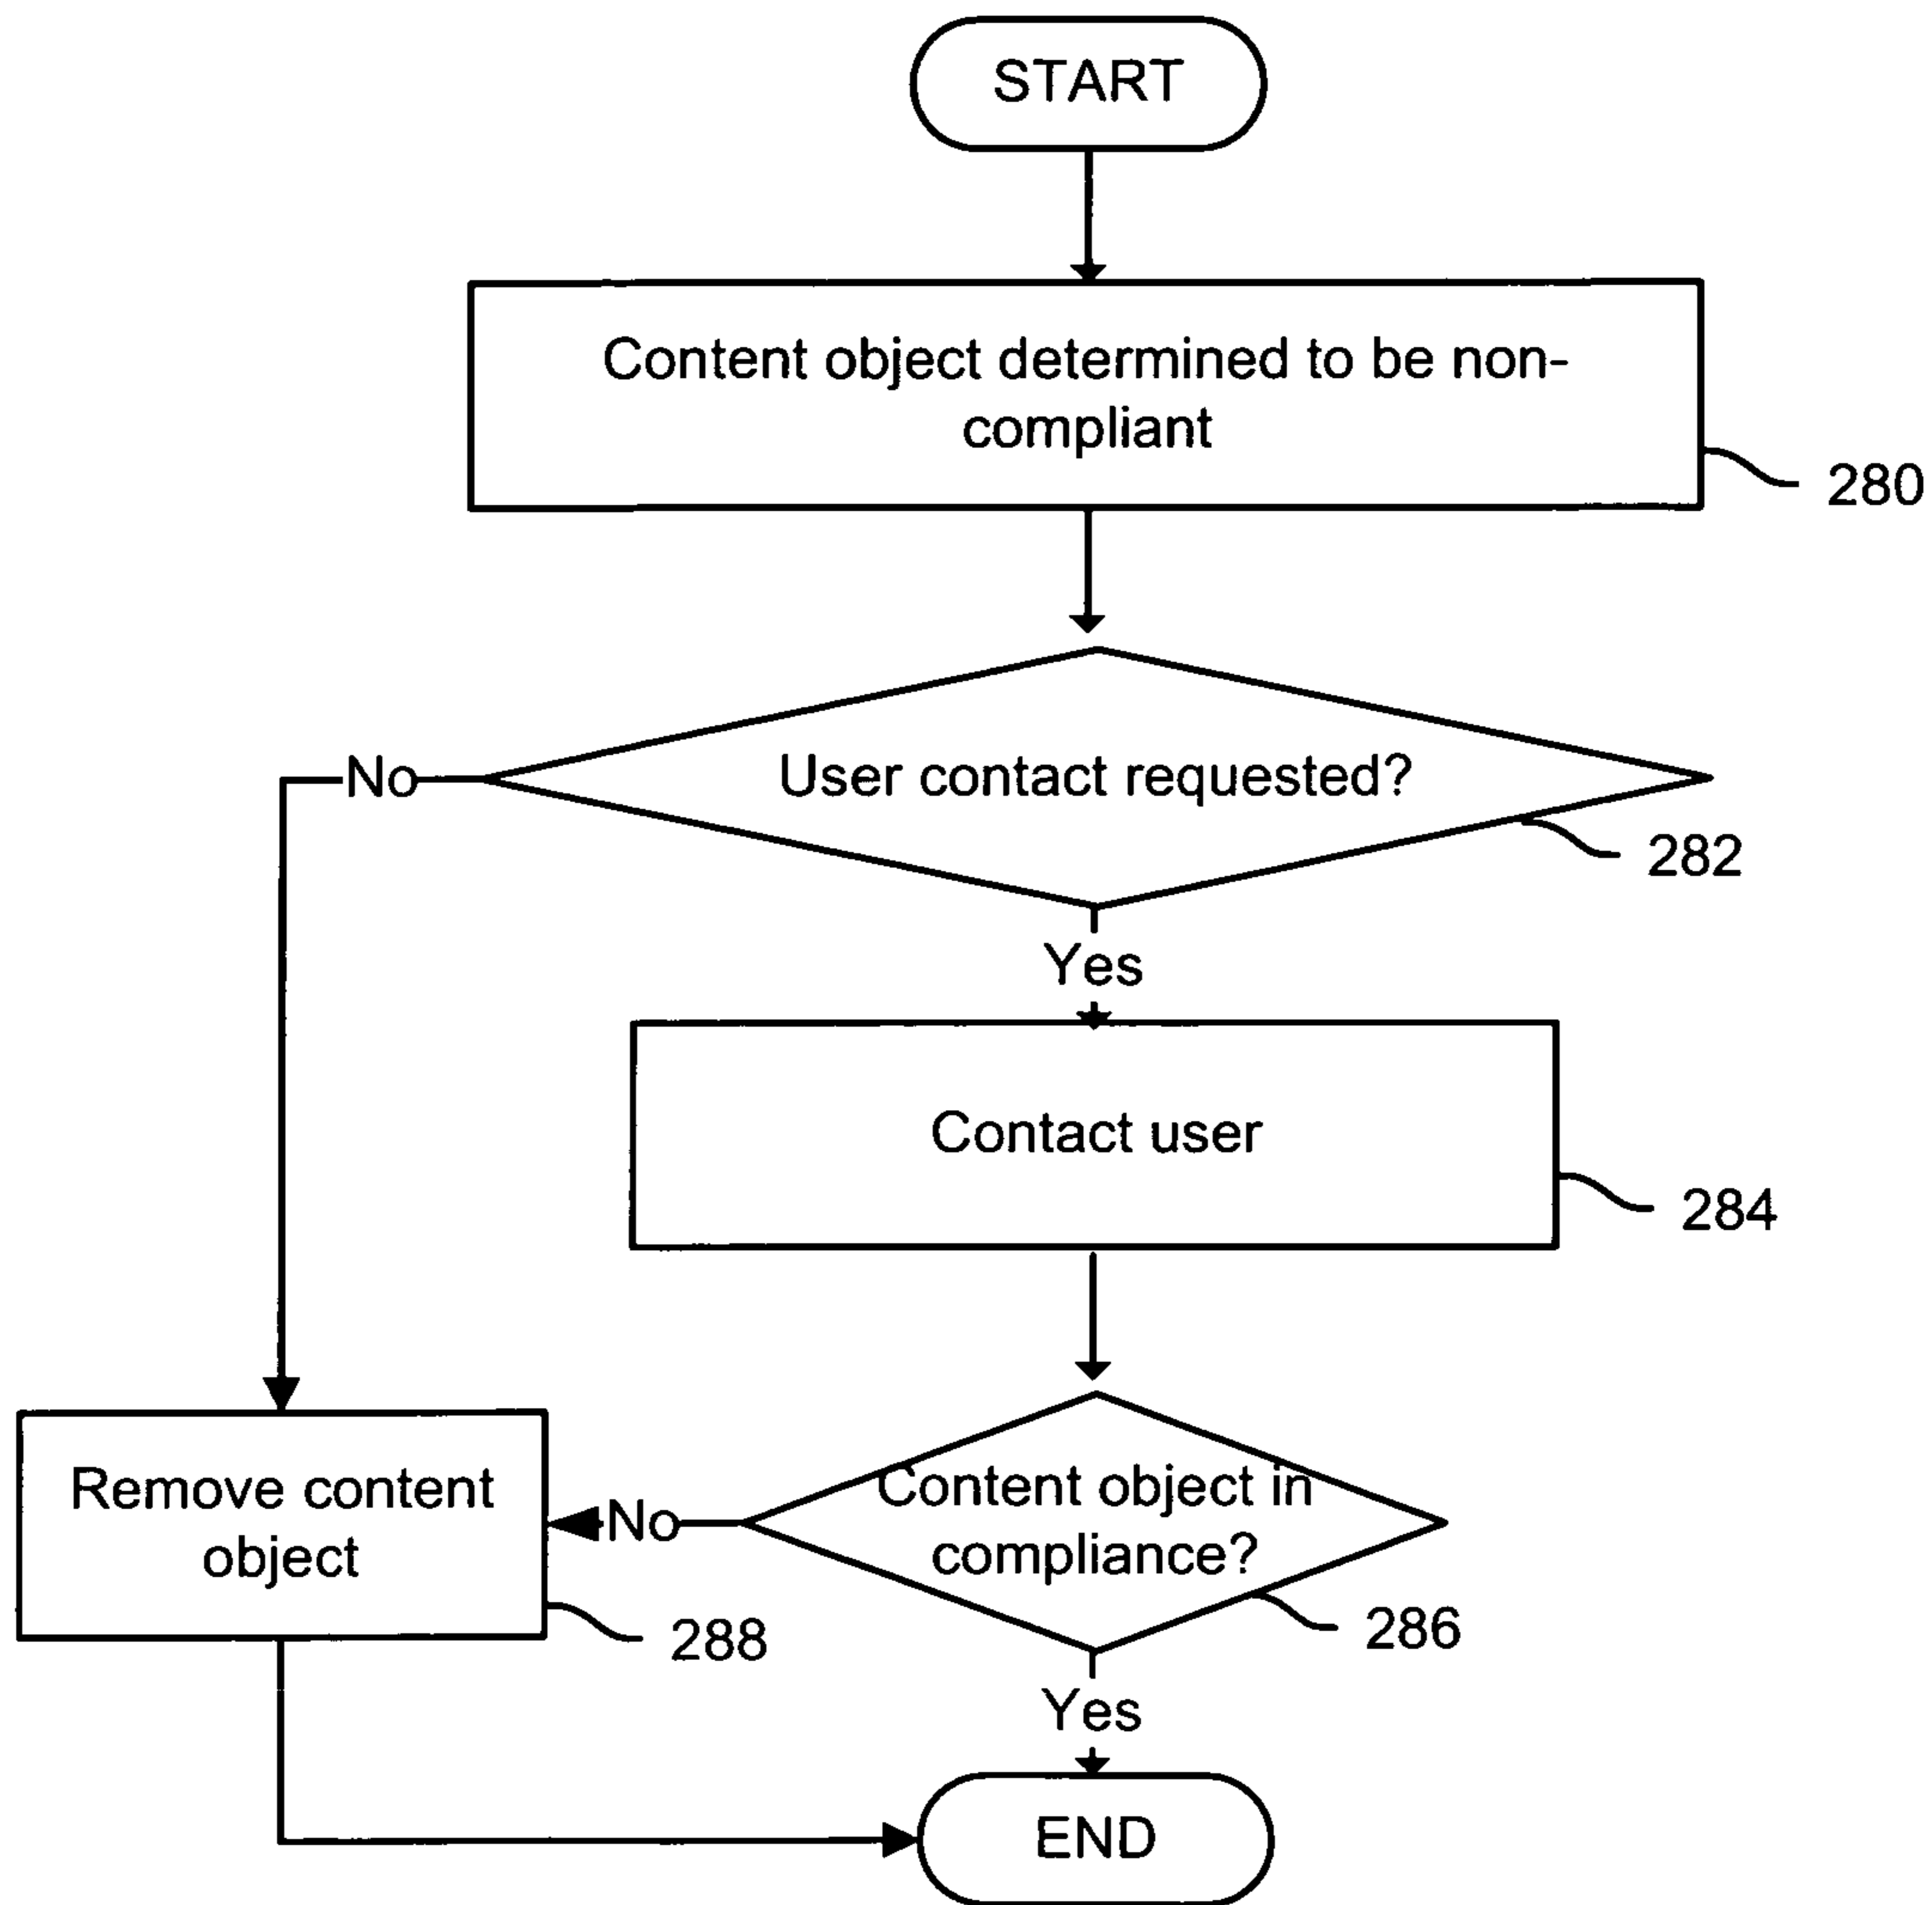 START
Content object determined to be non-
compliant
280
User contact requested?
282
No
Yes
Contact user
284
Content object in
compliance?
286
No
Remove content
object
288
Yes
END